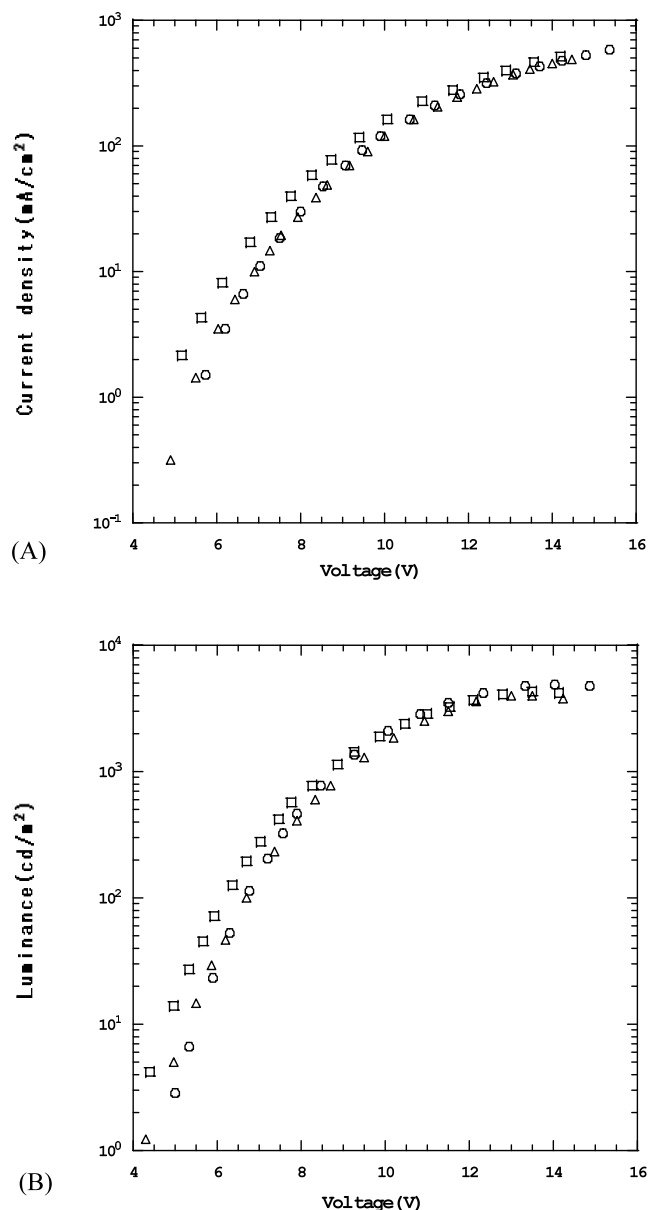 10³
10²
10¹
10⁰
10⁻¹
Current density(mA/cm²)
4 6 8 10 12 14 16
Voltage(V)
(A)
10⁴
10³
10²
10¹
10⁰
Luminance(cd/m²)
4 6 8 10 12 14 16
Voltage(V)
(B)